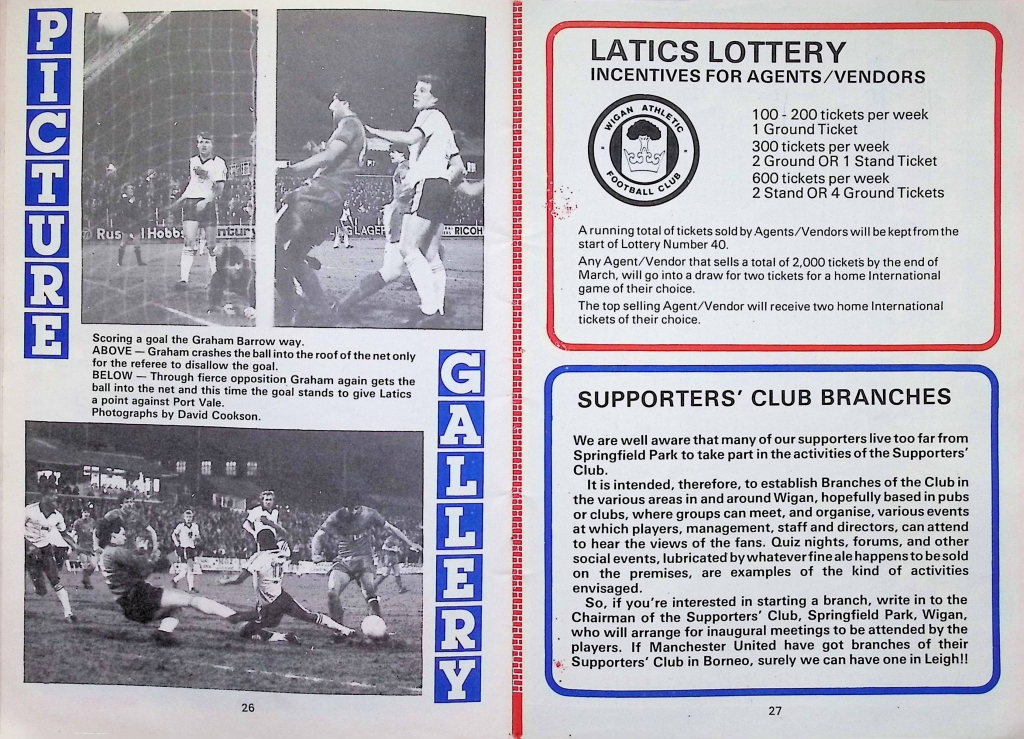 PICTURE
Rus
l Hobbs
ntury
LAGER
RICOH
Scoring a goal the Graham Barrow way.
ABOVE — Graham crashes the ball into the roof of the net only
for the referee to disallow the goal.
BELOW — Through fierce opposition Graham again gets the
ball into the net and this time the goal stands to give Latics
a point against Port Vale.
Photographs by David Cookson.
GALLERY
26
LATICS LOTTERY
INCENTIVES FOR AGENTS/VENDORS
WIGAN ATHLETIC
FOOTBALL CLUB
100 - 200 tickets per week
1 Ground Ticket
300 tickets per week
2 Ground OR 1 Stand Ticket
600 tickets per week
2 Stand OR 4 Ground Tickets
A running total of tickets sold by Agents/Vendors will be kept from the
start of Lottery Number 40.
Any Agent/Vendor that sells a total of 2,000 tickets by the end of
March, will go into a draw for two tickets for a home International
game of their choice.
The top selling Agent/Vendor will receive two home International
tickets of their choice.
SUPPORTERS' CLUB BRANCHES
We are well aware that many of our supporters live too far from
Springfield Park to take part in the activities of the Supporters'
Club.
It is intended, therefore, to establish Branches of the Club in
the various areas in and around Wigan, hopefully based in pubs
or clubs, where groups can meet, and organise, various events
at which players, management, staff and directors, can attend
to hear the views of the fans. Quiz nights, forums, and other
social events, lubricated by whatever fine ale happens to be sold
on the premises, are examples of the kind of activities
envisaged.
So, if you're interested in starting a branch, write in to the
Chairman of the Supporters' Club, Springfield Park, Wigan,
who will arrange for inaugural meetings to be attended by the
players. If Manchester United have got branches of their
Supporters' Club in Borneo, surely we can have one in Leigh!!
27